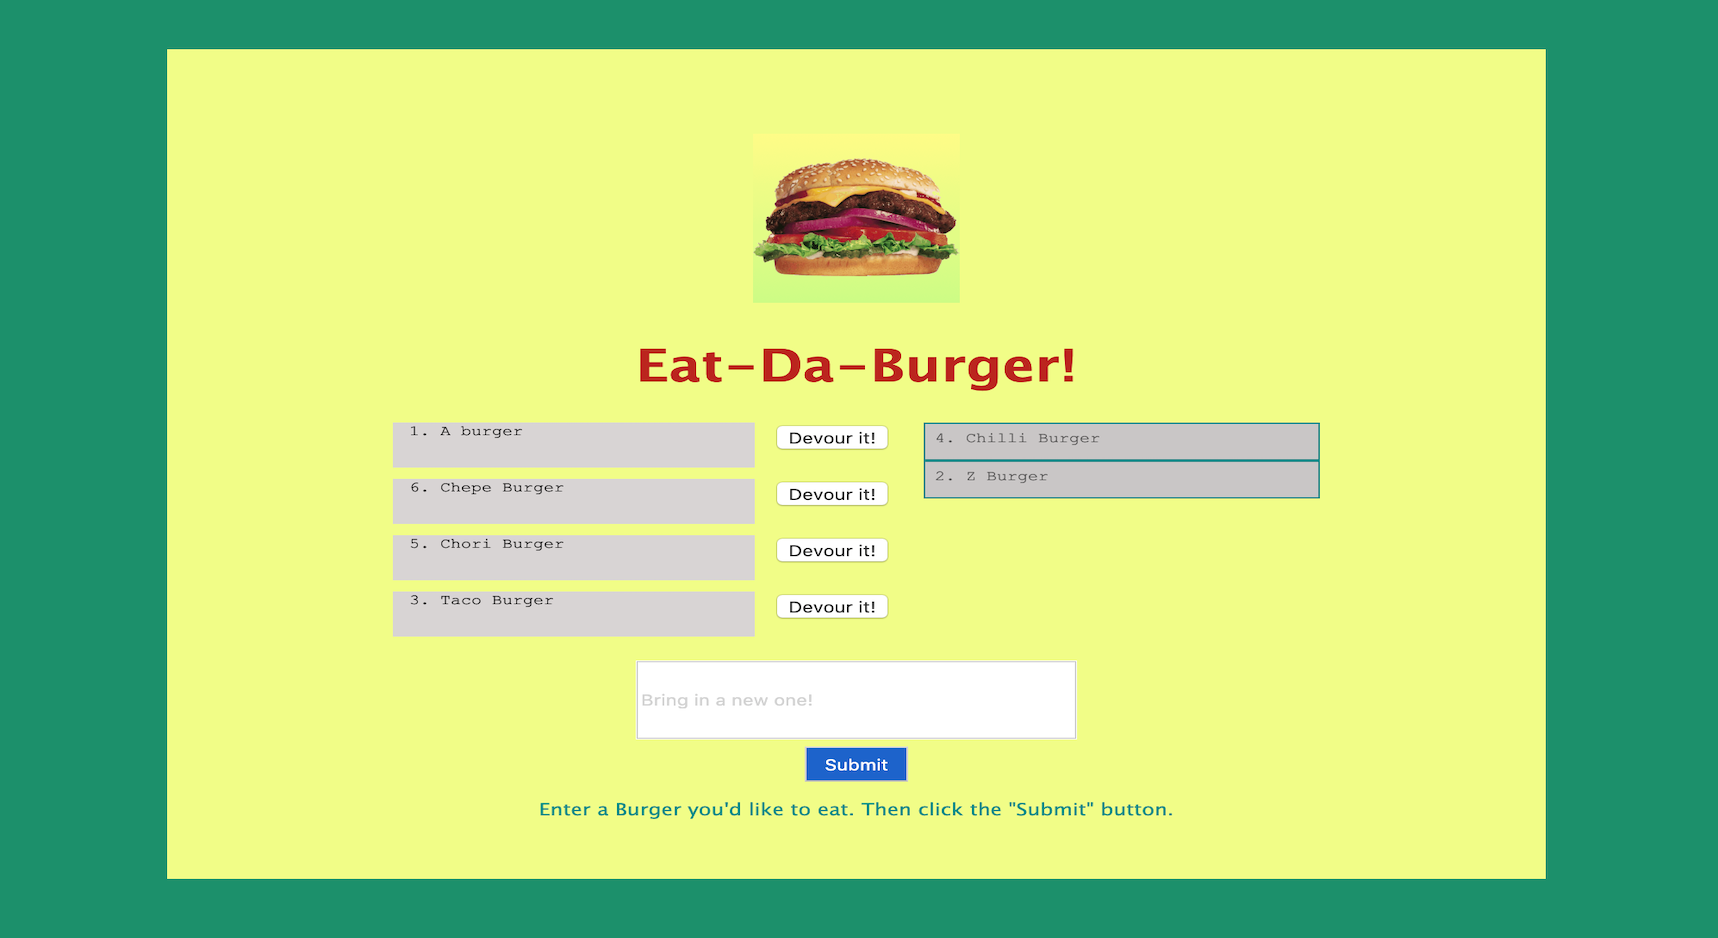 Eat-Da-Burger!
1. A burger
Devour it!
6. Chepe Burger
Devour it!
5. Chori Burger
Devour it!
3. Taco Burger
Devour it!
4. Chilli Burger
2. Z Burger
Bring in a new one!
Submit
Enter a Burger you'd like to eat. Then click the "Submit" button.